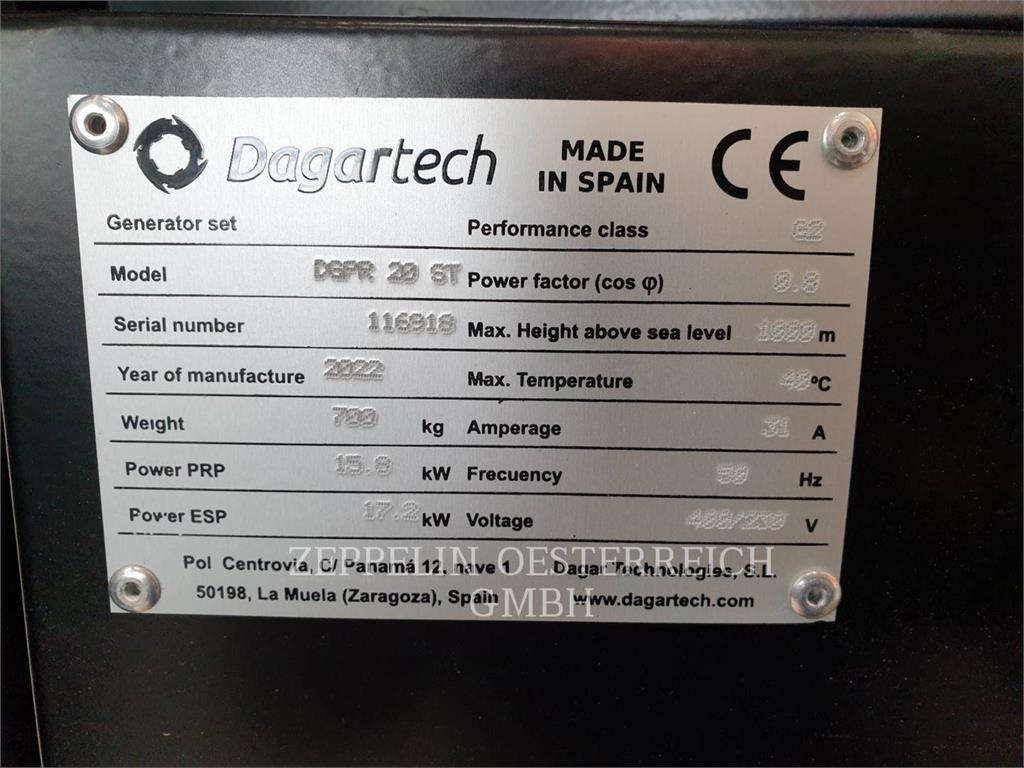 Dagartech
MADE
IN SPAIN
CE
Generator set
Performance class G2
Model DGPR 20 ST
Power factor (cos φ) 0.8
Serial number 116918
Max. Height above sea level 1000 m
Year of manufacture 2022
Max. Temperature 40 ºC
Weight 700 kg
Amperage 31 A
Power PRP 15.8 kW
Frecuency 50 Hz
Power ESP 17.2 kW
Voltage 400/230 V
Pol Centrovia, C/ Panamá 12, nave 1 Dagar Technologies, S.L.
50198, La Muela (Zaragoza), Spain www.dagartech.com
ZEPPELIN OESTERREICH
GMBH